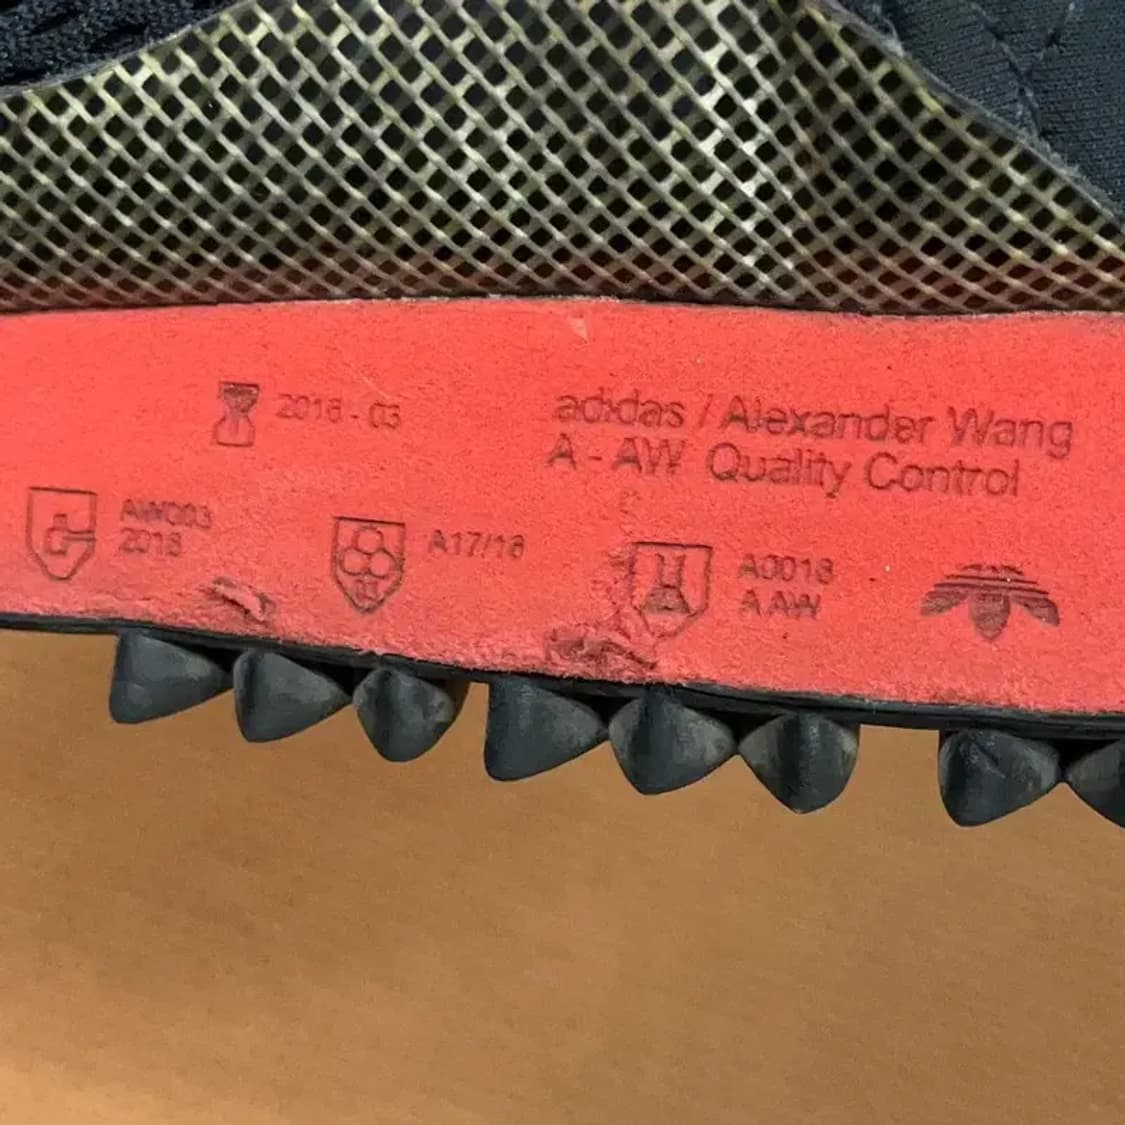 2018 - 03
adidas / Alexander Wang
A - AW Quality Control
AW003
2018
A17/18
A0018
A AW